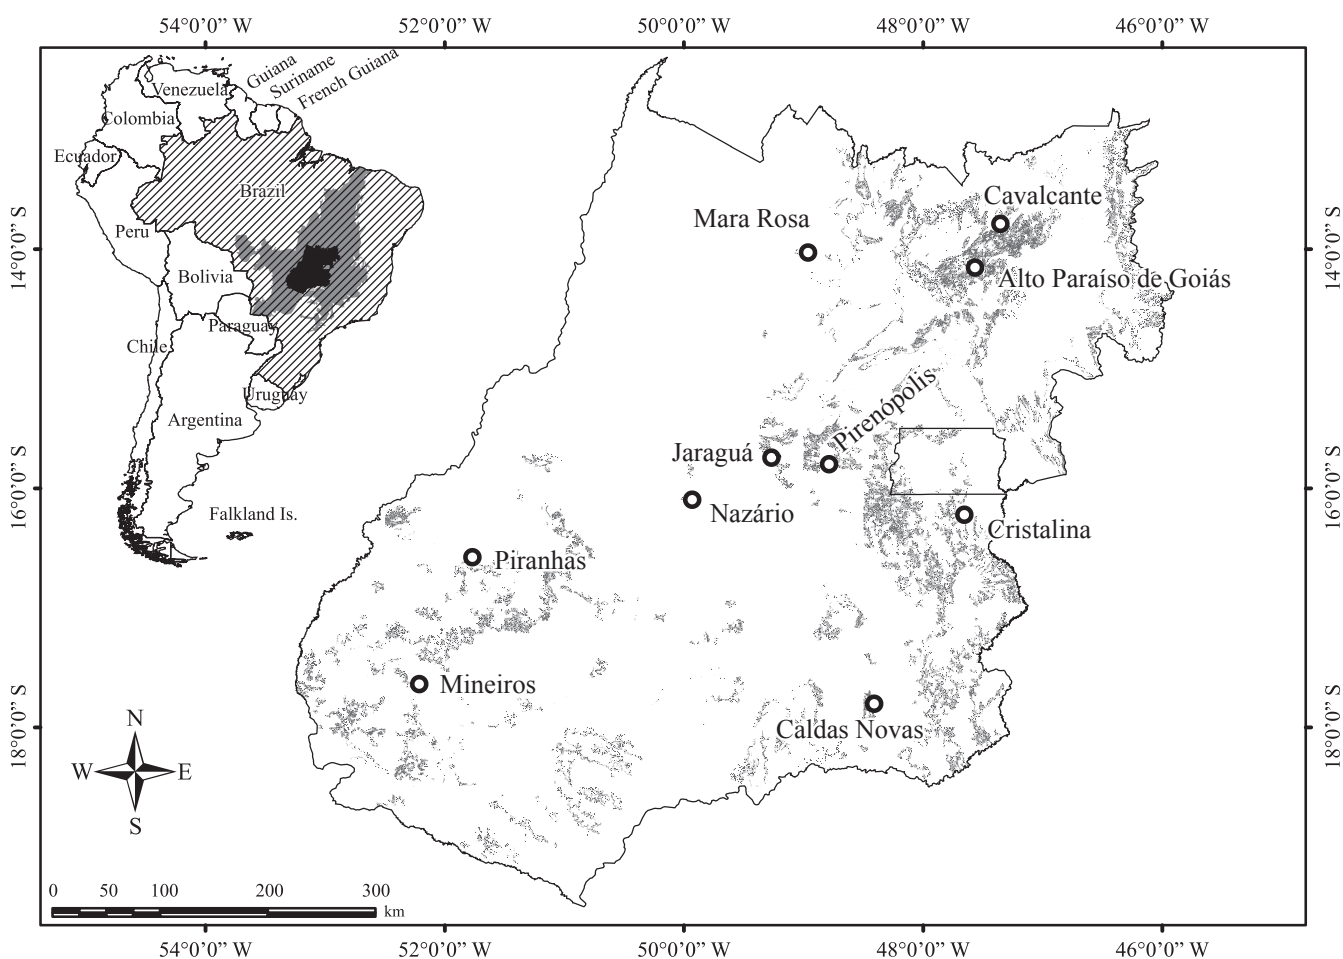 54°0'0” W 52°0'0” W 50°0'0” W 48°0'0” W 46°0'0” W
Guiana
Suriname
French Guiana
Venezuela
Colombia
Ecuador
Brazil
Peru
Bolivia
Paraguay
Chile
Uruguay
Argentina
Falkland Is.
14°0'0” S
16°0'0” S
18°0'0” S
Cavalcante
Mara Rosa
Alto Paraíso de Goiás
Pirenópolis
Jaraguá
Nazário
Cristalina
Piranhas
Mineiros
Caldas Novas
14°0'0” S
16°0'0” S
18°0'0” S
N
W E
S
0 50 100 200 300
km
54°0'0” W 52°0'0” W 50°0'0” W 48°0'0” W 46°0'0” W